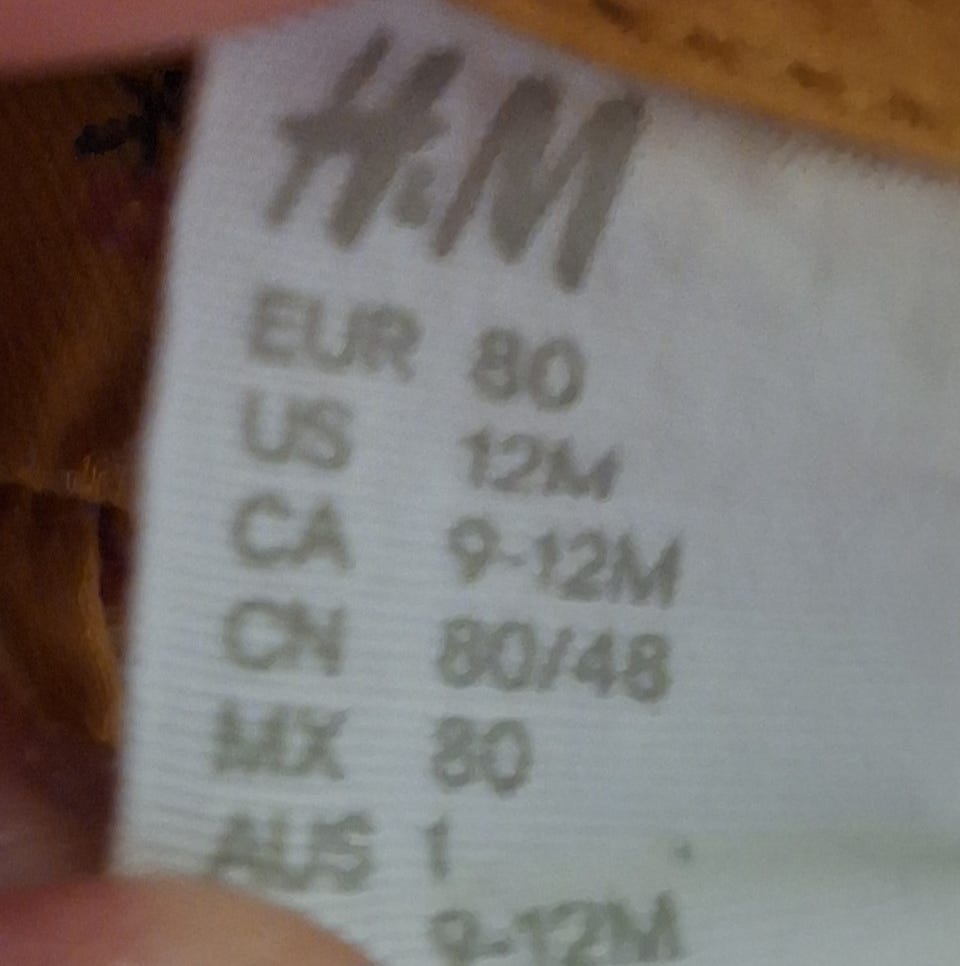 H&M
EUR 80
US 12M
CA 9-12M
CN 80/48
MX 80
AUS 1
9-12M